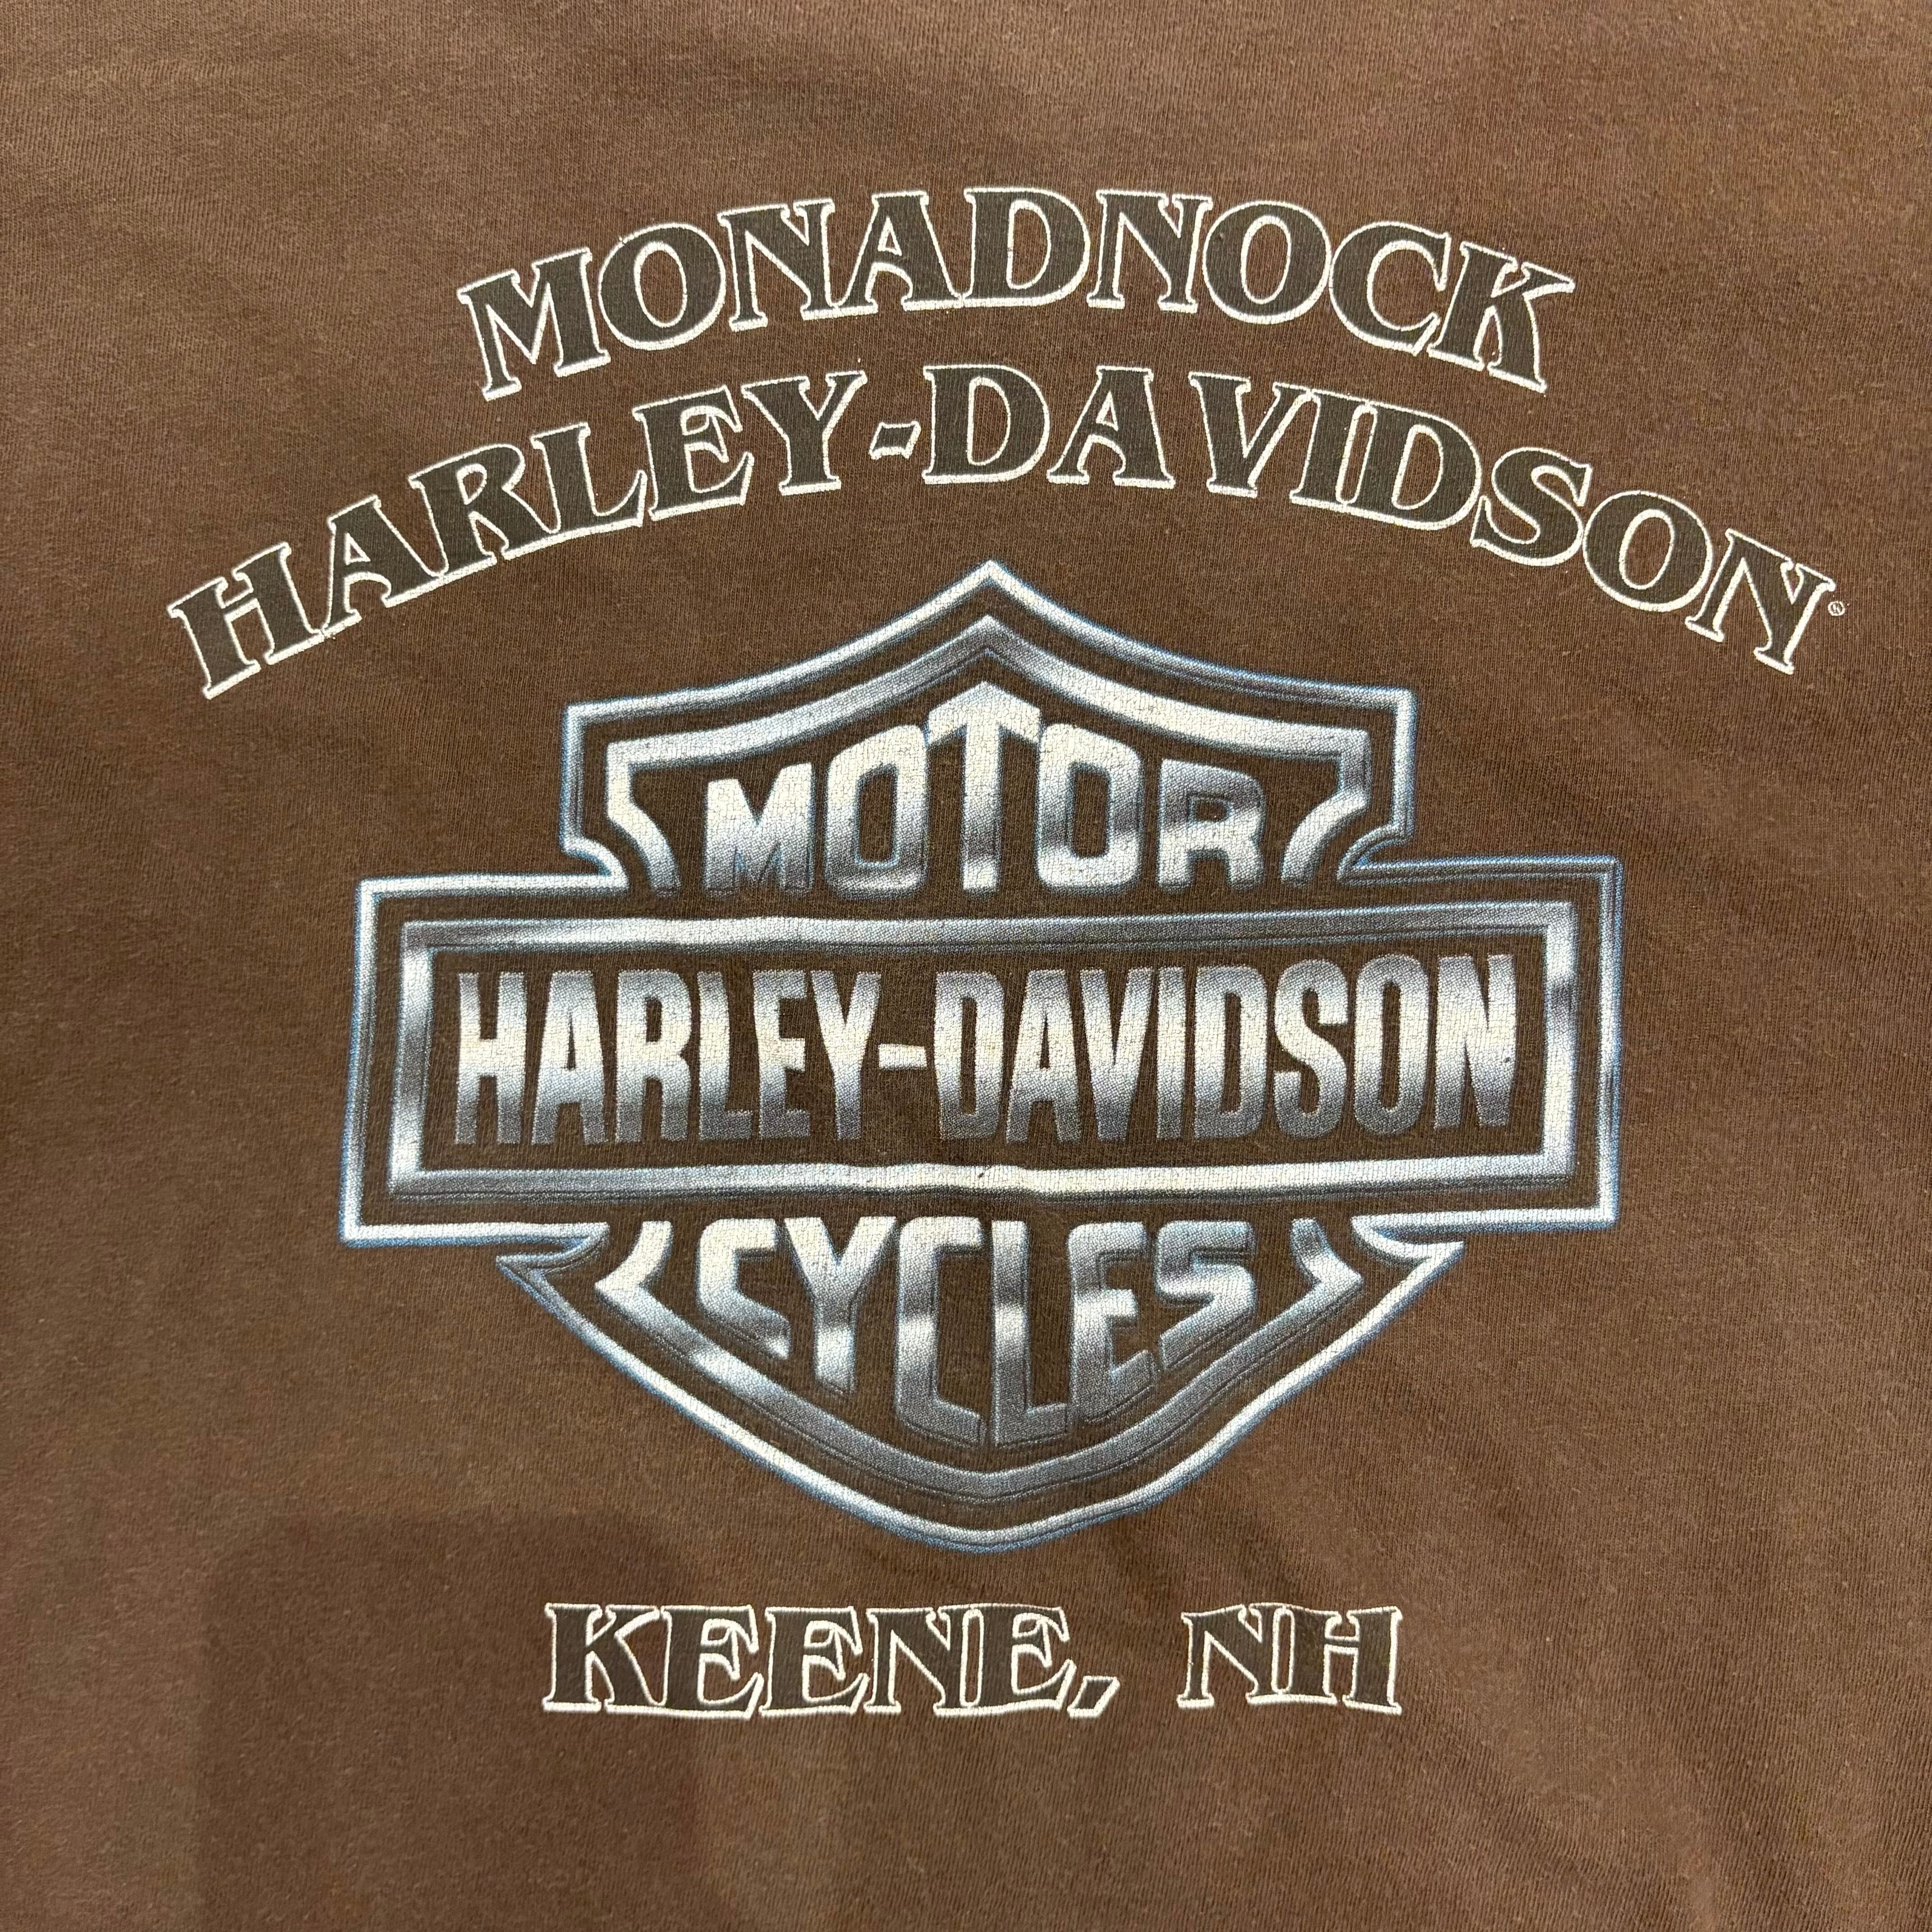 MONADNOCK
HARLEY-DAVIDSON®
MOTOR
HARLEY-DAVIDSON
CYCLES
KEENE, NH